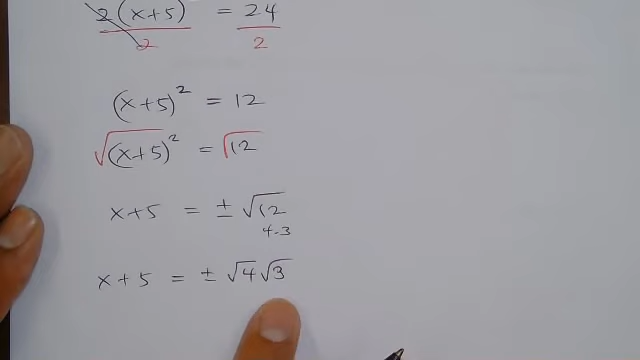 2(x+5) = 24
2 2
(x+5)² = 12
√(x+5)² = √12
x+5 = ± √12
4·3
x+5 = ± √4 √3